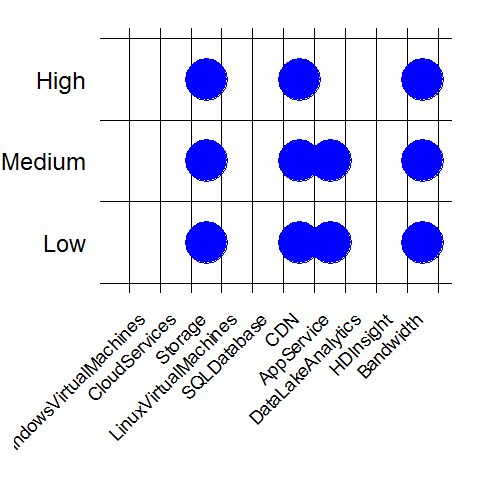 High
Medium
Low
ndowsVirtualMachines
CloudServices
Storage
LinuxVirtualMachines
SQLDatabase
CDN
AppService
DataLakeAnalytics
HDInsight
Bandwidth